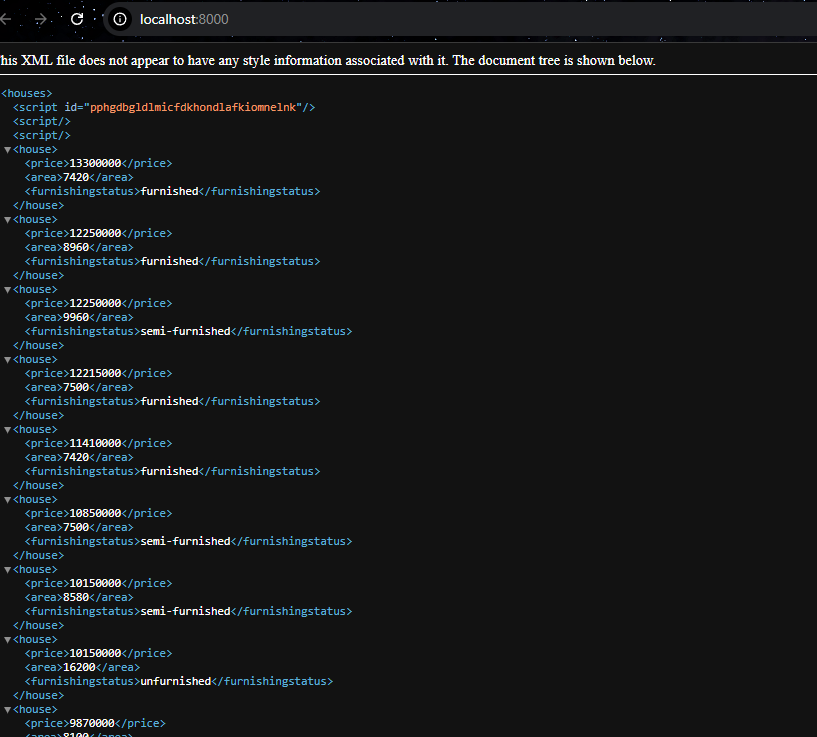 localhost:8000
his XML file does not appear to have any style information associated with it. The document tree is shown below.
<houses>
<script id="pphgdbgldlmicfdkhondlafkiomnelnk"/>
<script/>
<script/>
▼<house>
<price>13300000</price>
<area>7420</area>
<furnishingstatus>furnished</furnishingstatus>
</house>
▼<house>
<price>12250000</price>
<area>8960</area>
<furnishingstatus>furnished</furnishingstatus>
</house>
▼<house>
<price>12250000</price>
<area>9960</area>
<furnishingstatus>semi-furnished</furnishingstatus>
</house>
▼<house>
<price>12215000</price>
<area>7500</area>
<furnishingstatus>furnished</furnishingstatus>
</house>
▼<house>
<price>11410000</price>
<area>7420</area>
<furnishingstatus>furnished</furnishingstatus>
</house>
▼<house>
<price>10850000</price>
<area>7500</area>
<furnishingstatus>semi-furnished</furnishingstatus>
</house>
▼<house>
<price>10150000</price>
<area>8580</area>
<furnishingstatus>semi-furnished</furnishingstatus>
</house>
▼<house>
<price>10150000</price>
<area>16200</area>
<furnishingstatus>unfurnished</furnishingstatus>
</house>
▼<house>
<price>9870000</price>
<area>8100</area>